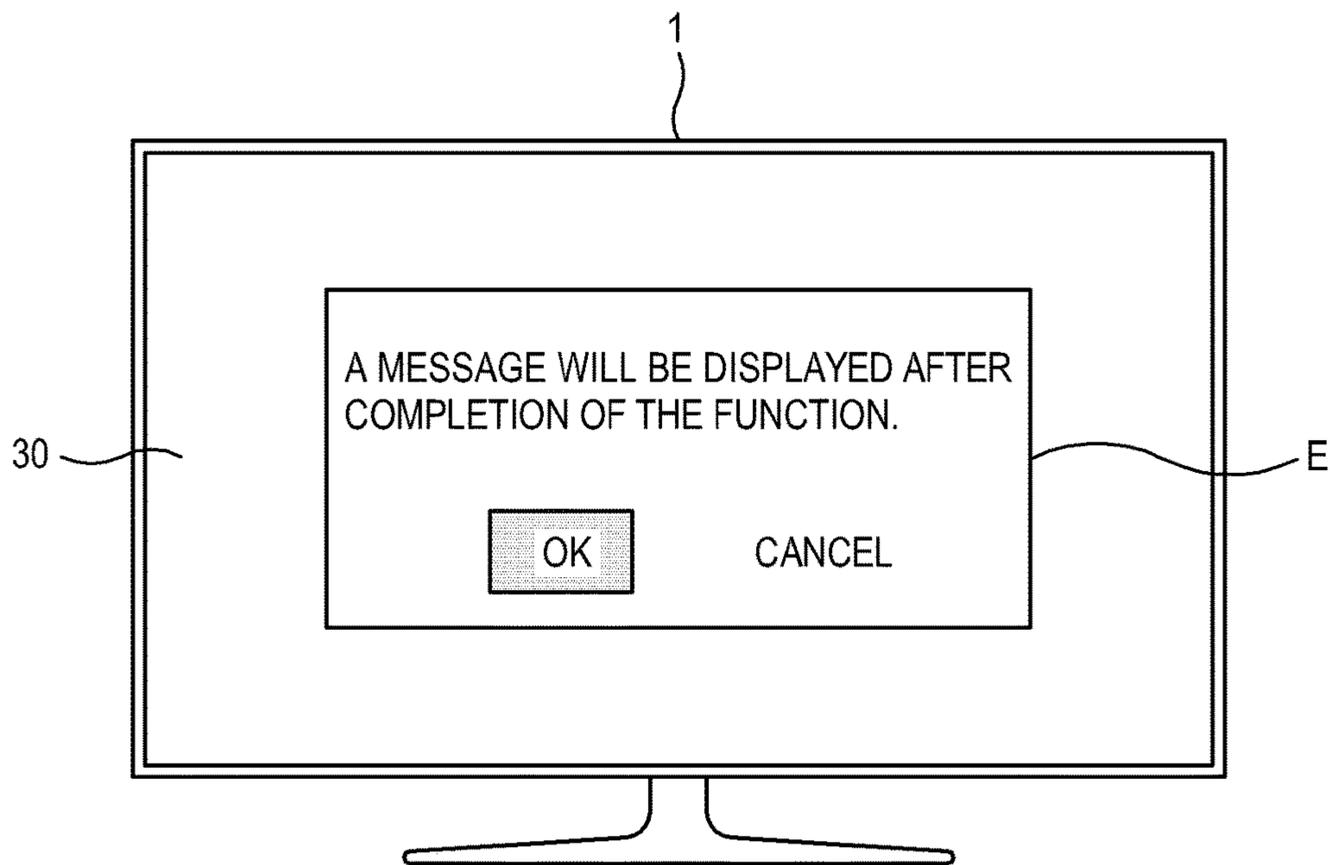 1
A MESSAGE WILL BE DISPLAYED AFTER
COMPLETION OF THE FUNCTION.
30
E
OK CANCEL